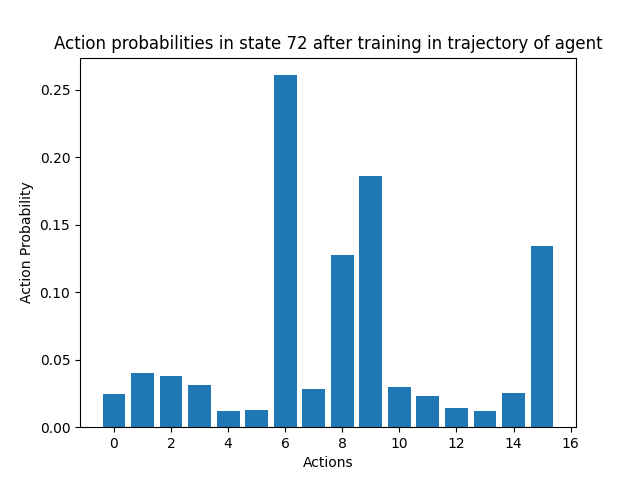 Action probabilities in state 72 after training in trajectory of agent
Action Probability
0.25
0.20
0.15
0.10
0.05
0.00
0 2 4 6 8 10 12 14 16
Actions